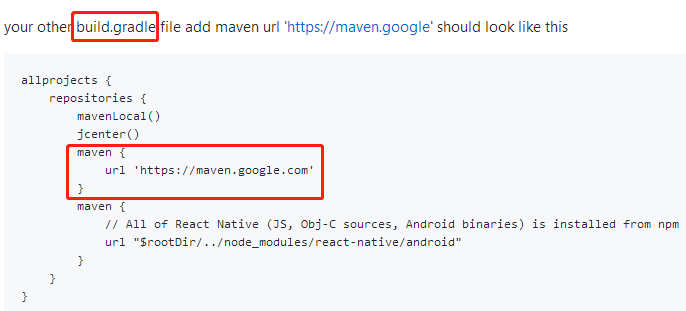 your other build.gradle file add maven url 'https://maven.google' should look like this
allprojects {
    repositories {
        mavenLocal()
        jcenter()
        maven {
            url 'https://maven.google.com'
        }
        maven {
            // All of React Native (JS, Obj-C sources, Android binaries) is installed from npm
            url "$rootDir/../node_modules/react-native/android"
        }
    }
}